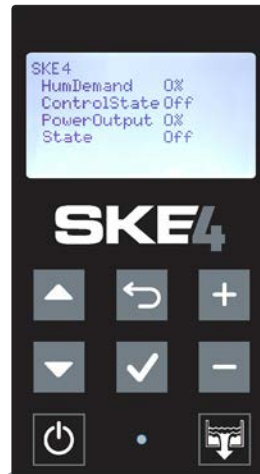 SKE4
HumDemand 0%
ControlState Off
PowerOutput 0%
State Off
SKE4